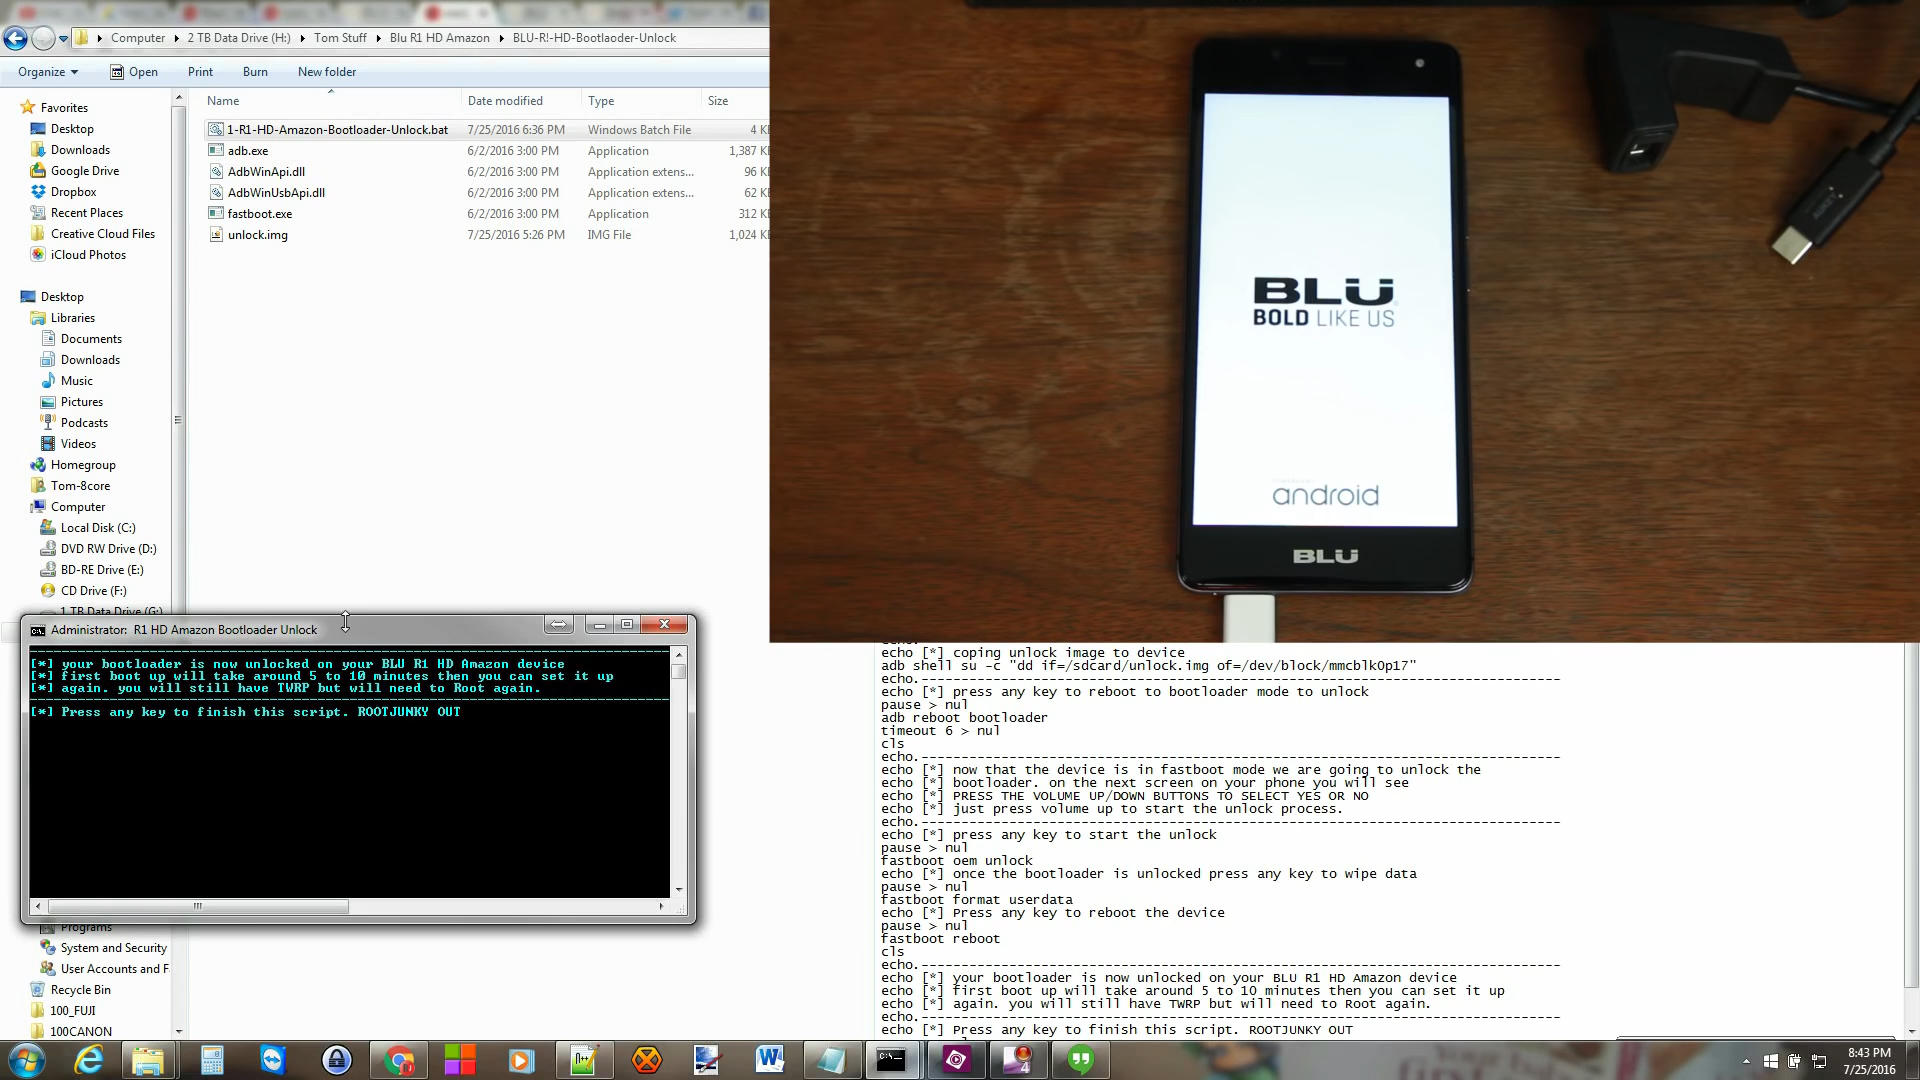 Computer
2 TB Data Drive (H:)
Tom Stuff
Blu R1 HD Amazon
BLU-R!-HD-Bootlaoder-Unlock
Organize
Open
Print
Burn
New folder
Name
Date modified
Type
Size
1-R1-HD-Amazon-Bootloader-Unlock.bat 7/25/2016 6:36 PM Windows Batch File 4 K
adb.exe 6/2/2016 3:00 PM Application 1,387 K
AdbWinApi.dll 6/2/2016 3:00 PM Application extens... 96 K
AdbWinUsbApi.dll 6/2/2016 3:00 PM Application extens... 62 K
fastboot.exe 6/2/2016 3:00 PM Application 312 K
unlock.img 7/25/2016 5:26 PM IMG File 1,024 K
Favorites
Desktop
Downloads
Google Drive
Dropbox
Recent Places
Creative Cloud Files
iCloud Photos
Desktop
Libraries
Documents
Downloads
Music
Pictures
Podcasts
Videos
Homegroup
Tom-8core
Computer
Local Disk (C:)
DVD RW Drive (D:)
BD-RE Drive (E:)
CD Drive (F:)
1 TB Data Drive (G:)
Programs
System and Security
User Accounts and F
Recycle Bin
100_FUJI
100CANON
BLU
BOLD LIKE US
android
BLU
Administrator: R1 HD Amazon Bootloader Unlock
[*] your bootloader is now unlocked on your BLU R1 HD Amazon device
[*] first boot up will take around 5 to 10 minutes then you can set it up
[*] again. you will still have TWRP but will need to Root again.
[*] Press any key to finish this script. ROOTJUNKY OUT
echo [*] coping unlock image to device
adb shell su -c "dd if=/sdcard/unlock.img of=/dev/block/mmcblk0p17"
echo.--------------------------------------------------------------------------------
echo [*] press any key to reboot to bootloader mode to unlock
pause > nul
adb reboot bootloader
timeout 6 > nul
cls
echo.--------------------------------------------------------------------------------
echo [*] now that the device is in fastboot mode we are going to unlock the
echo [*] bootloader. on the next screen on your phone you will see
echo [*] PRESS THE VOLUME UP/DOWN BUTTONS TO SELECT YES OR NO
echo [*] just press volume up to start the unlock process.
echo.--------------------------------------------------------------------------------
echo [*] press any key to start the unlock
pause > nul
fastboot oem unlock
echo [*] once the bootloader is unlocked press any key to wipe data
pause > nul
fastboot format userdata
echo [*] Press any key to reboot the device
pause > nul
fastboot reboot
cls
echo.--------------------------------------------------------------------------------
echo [*] your bootloader is now unlocked on your BLU R1 HD Amazon device
echo [*] first boot up will take around 5 to 10 minutes then you can set it up
echo [*] again. you will still have TWRP but will need to Root again.
echo.--------------------------------------------------------------------------------
echo [*] Press any key to finish this script. ROOTJUNKY OUT
8:43 PM
7/25/2016